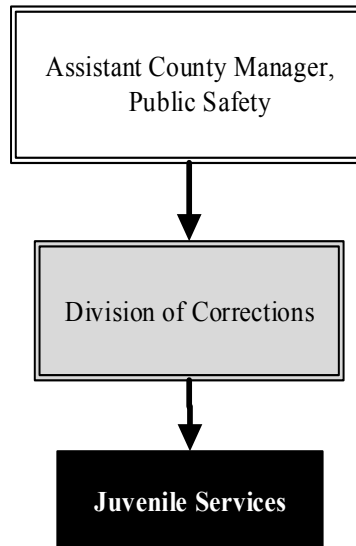 Assistant County Manager,
Public Safety
Division of Corrections
Juvenile Services